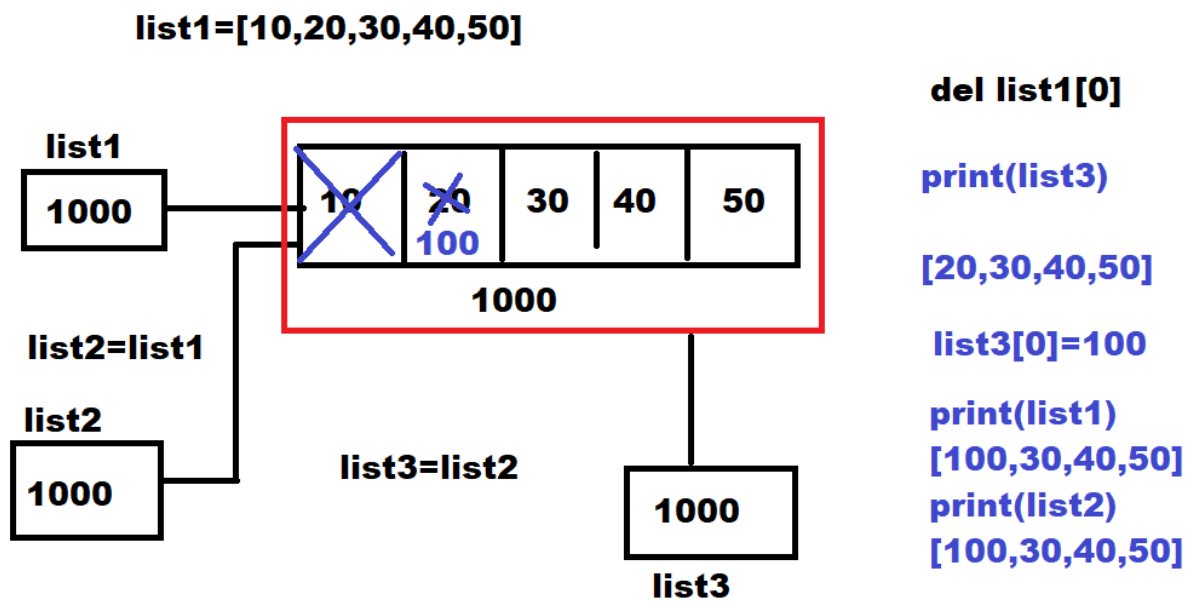 list1=[10,20,30,40,50]
list1
1000
10 20 30 40 50
100
1000
list2=list1
list2
1000
list3=list2
1000
list3
del list1[0]
print(list3)
[20,30,40,50]
list3[0]=100
print(list1)
[100,30,40,50]
print(list2)
[100,30,40,50]